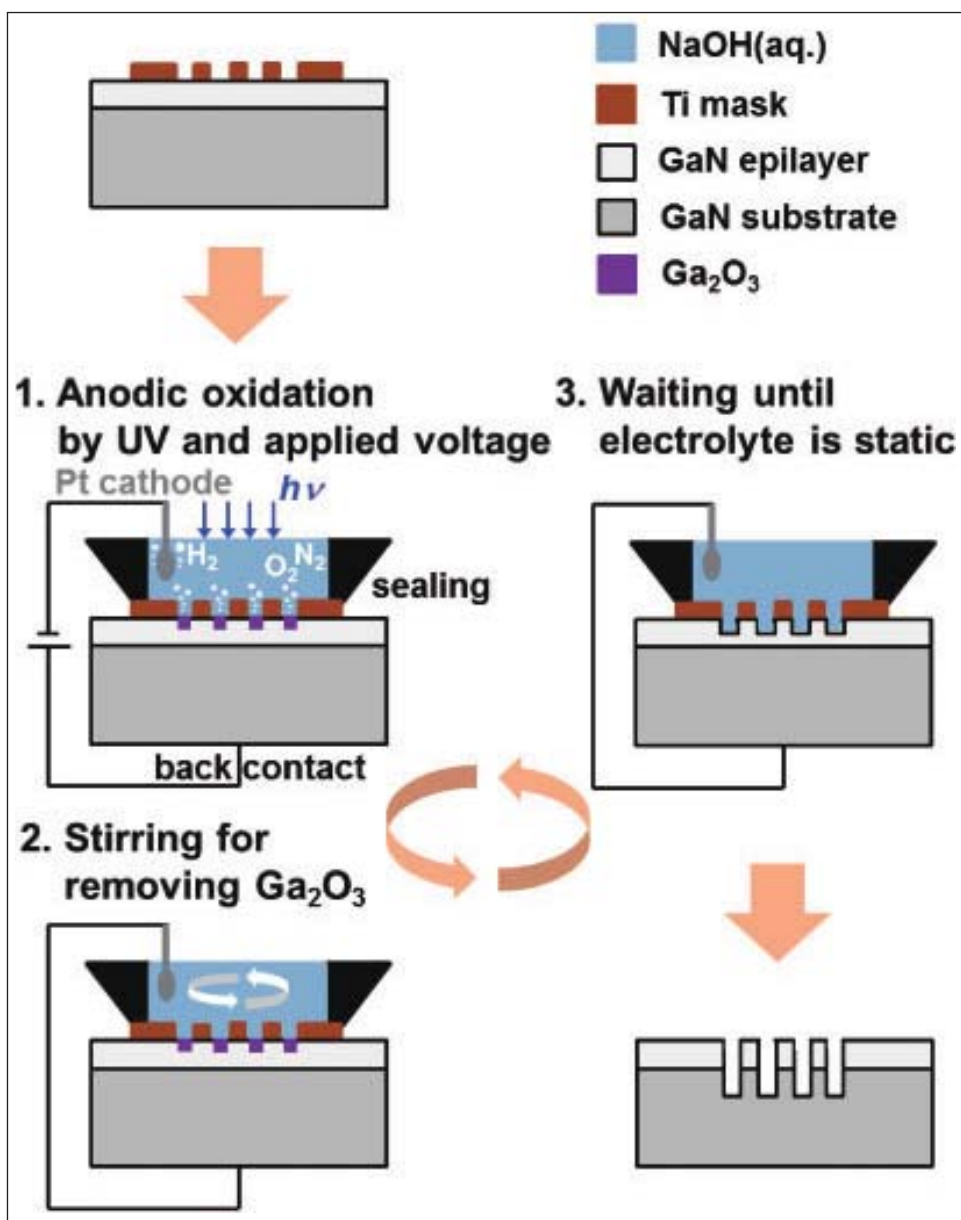 NaOH(aq.)
Ti mask
GaN epilayer
GaN substrate
Ga₂O₃
1. Anodic oxidation
by UV and applied voltage
Pt cathode
hν
H₂
O₂
N₂
sealing
back contact
2. Stirring for
removing Ga₂O₃
3. Waiting until
electrolyte is static